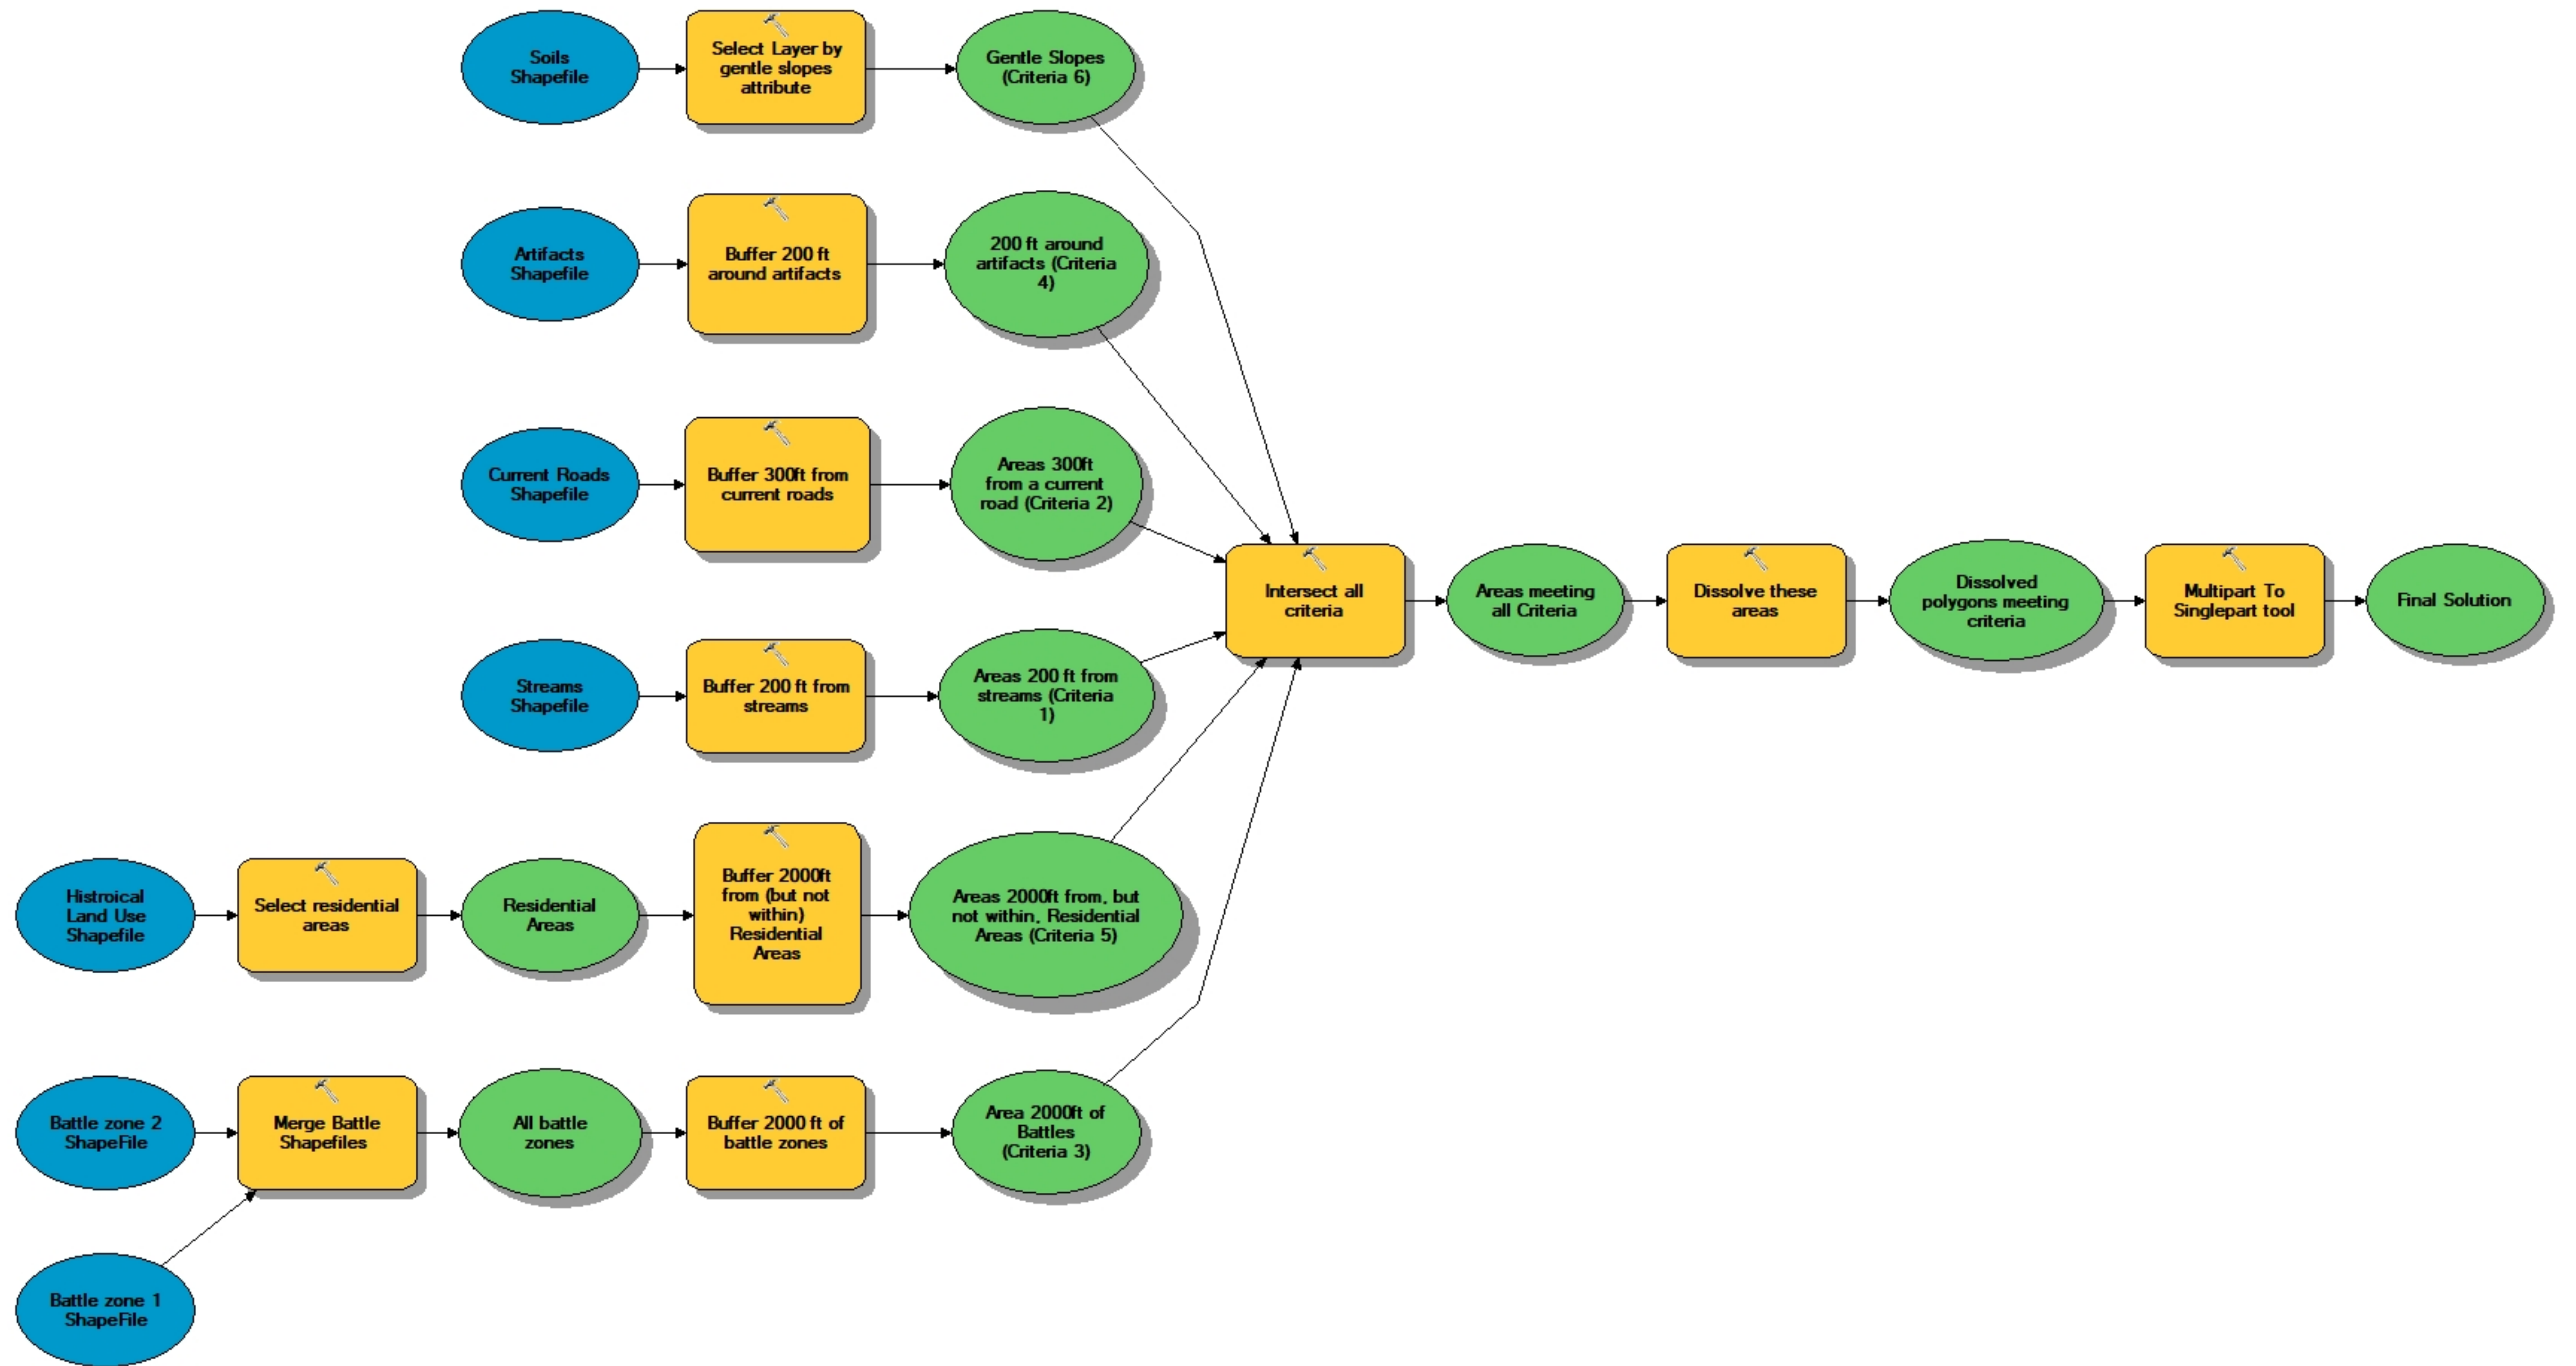 Soils
Shapefile
Select Layer by
gentle slopes
attribute
Gentle Slopes
(Criteria 6)
Artifacts
Shapefile
Buffer 200 ft
around artifacts
200 ft around
artifacts (Criteria
4)
Current Roads
Shapefile
Buffer 300ft from
current roads
Areas 300ft
from a current
road (Criteria 2)
Streams
Shapefile
Buffer 200 ft from
streams
Areas 200 ft from
streams (Criteria
1)
Histroical
Land Use
Shapefile
Select residential
areas
Residential
Areas
Buffer 2000ft
from (but not
within)
Residential
Areas
Areas 2000ft from, but
not within, Residential
Areas (Criteria 5)
Battle zone 2
ShapeFile
Merge Battle
Shapefiles
All battle
zones
Buffer 2000 ft of
battle zones
Area 2000ft of
Battles
(Criteria 3)
Battle zone 1
ShapeFile
Intersect all
criteria
Areas meeting
all Criteria
Dissolve these
areas
Dissolved
polygons meeting
criteria
Multipart To
Singlepart tool
Final Solution